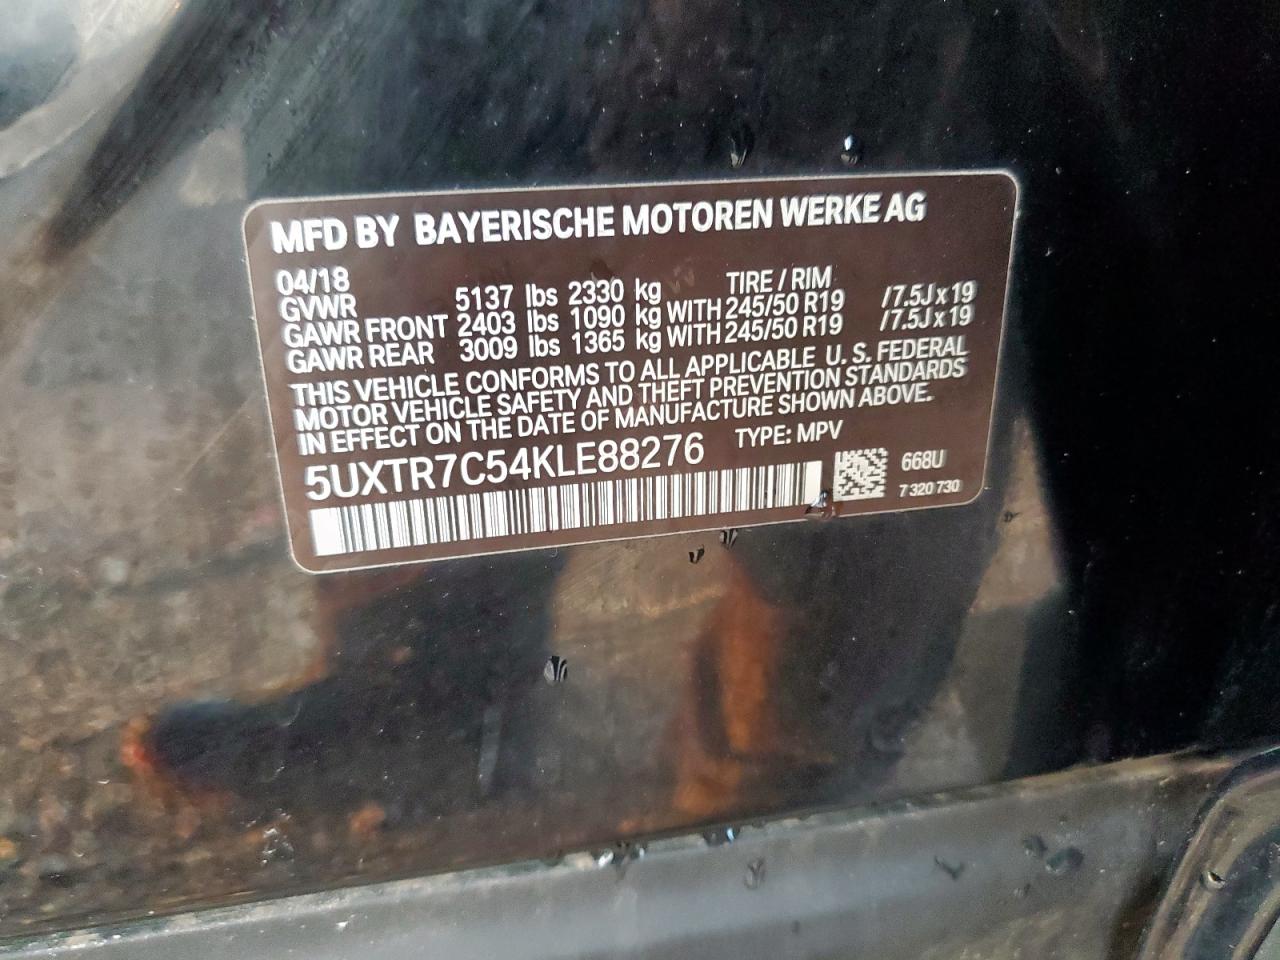 MFD BY BAYERISCHE MOTOREN WERKE AG
04/18 TIRE / RIM
GVWR 5137 lbs 2330 kg
GAWR FRONT 2403 lbs 1090 kg WITH 245/50 R19 /7.5J x 19
GAWR REAR 3009 lbs 1365 kg WITH 245/50 R19 /7.5J x 19
THIS VEHICLE CONFORMS TO ALL APPLICABLE U. S. FEDERAL
MOTOR VEHICLE SAFETY AND THEFT PREVENTION STANDARDS
IN EFFECT ON THE DATE OF MANUFACTURE SHOWN ABOVE.
5UXTR7C54KLE88276 TYPE: MPV
668U
7 320 730